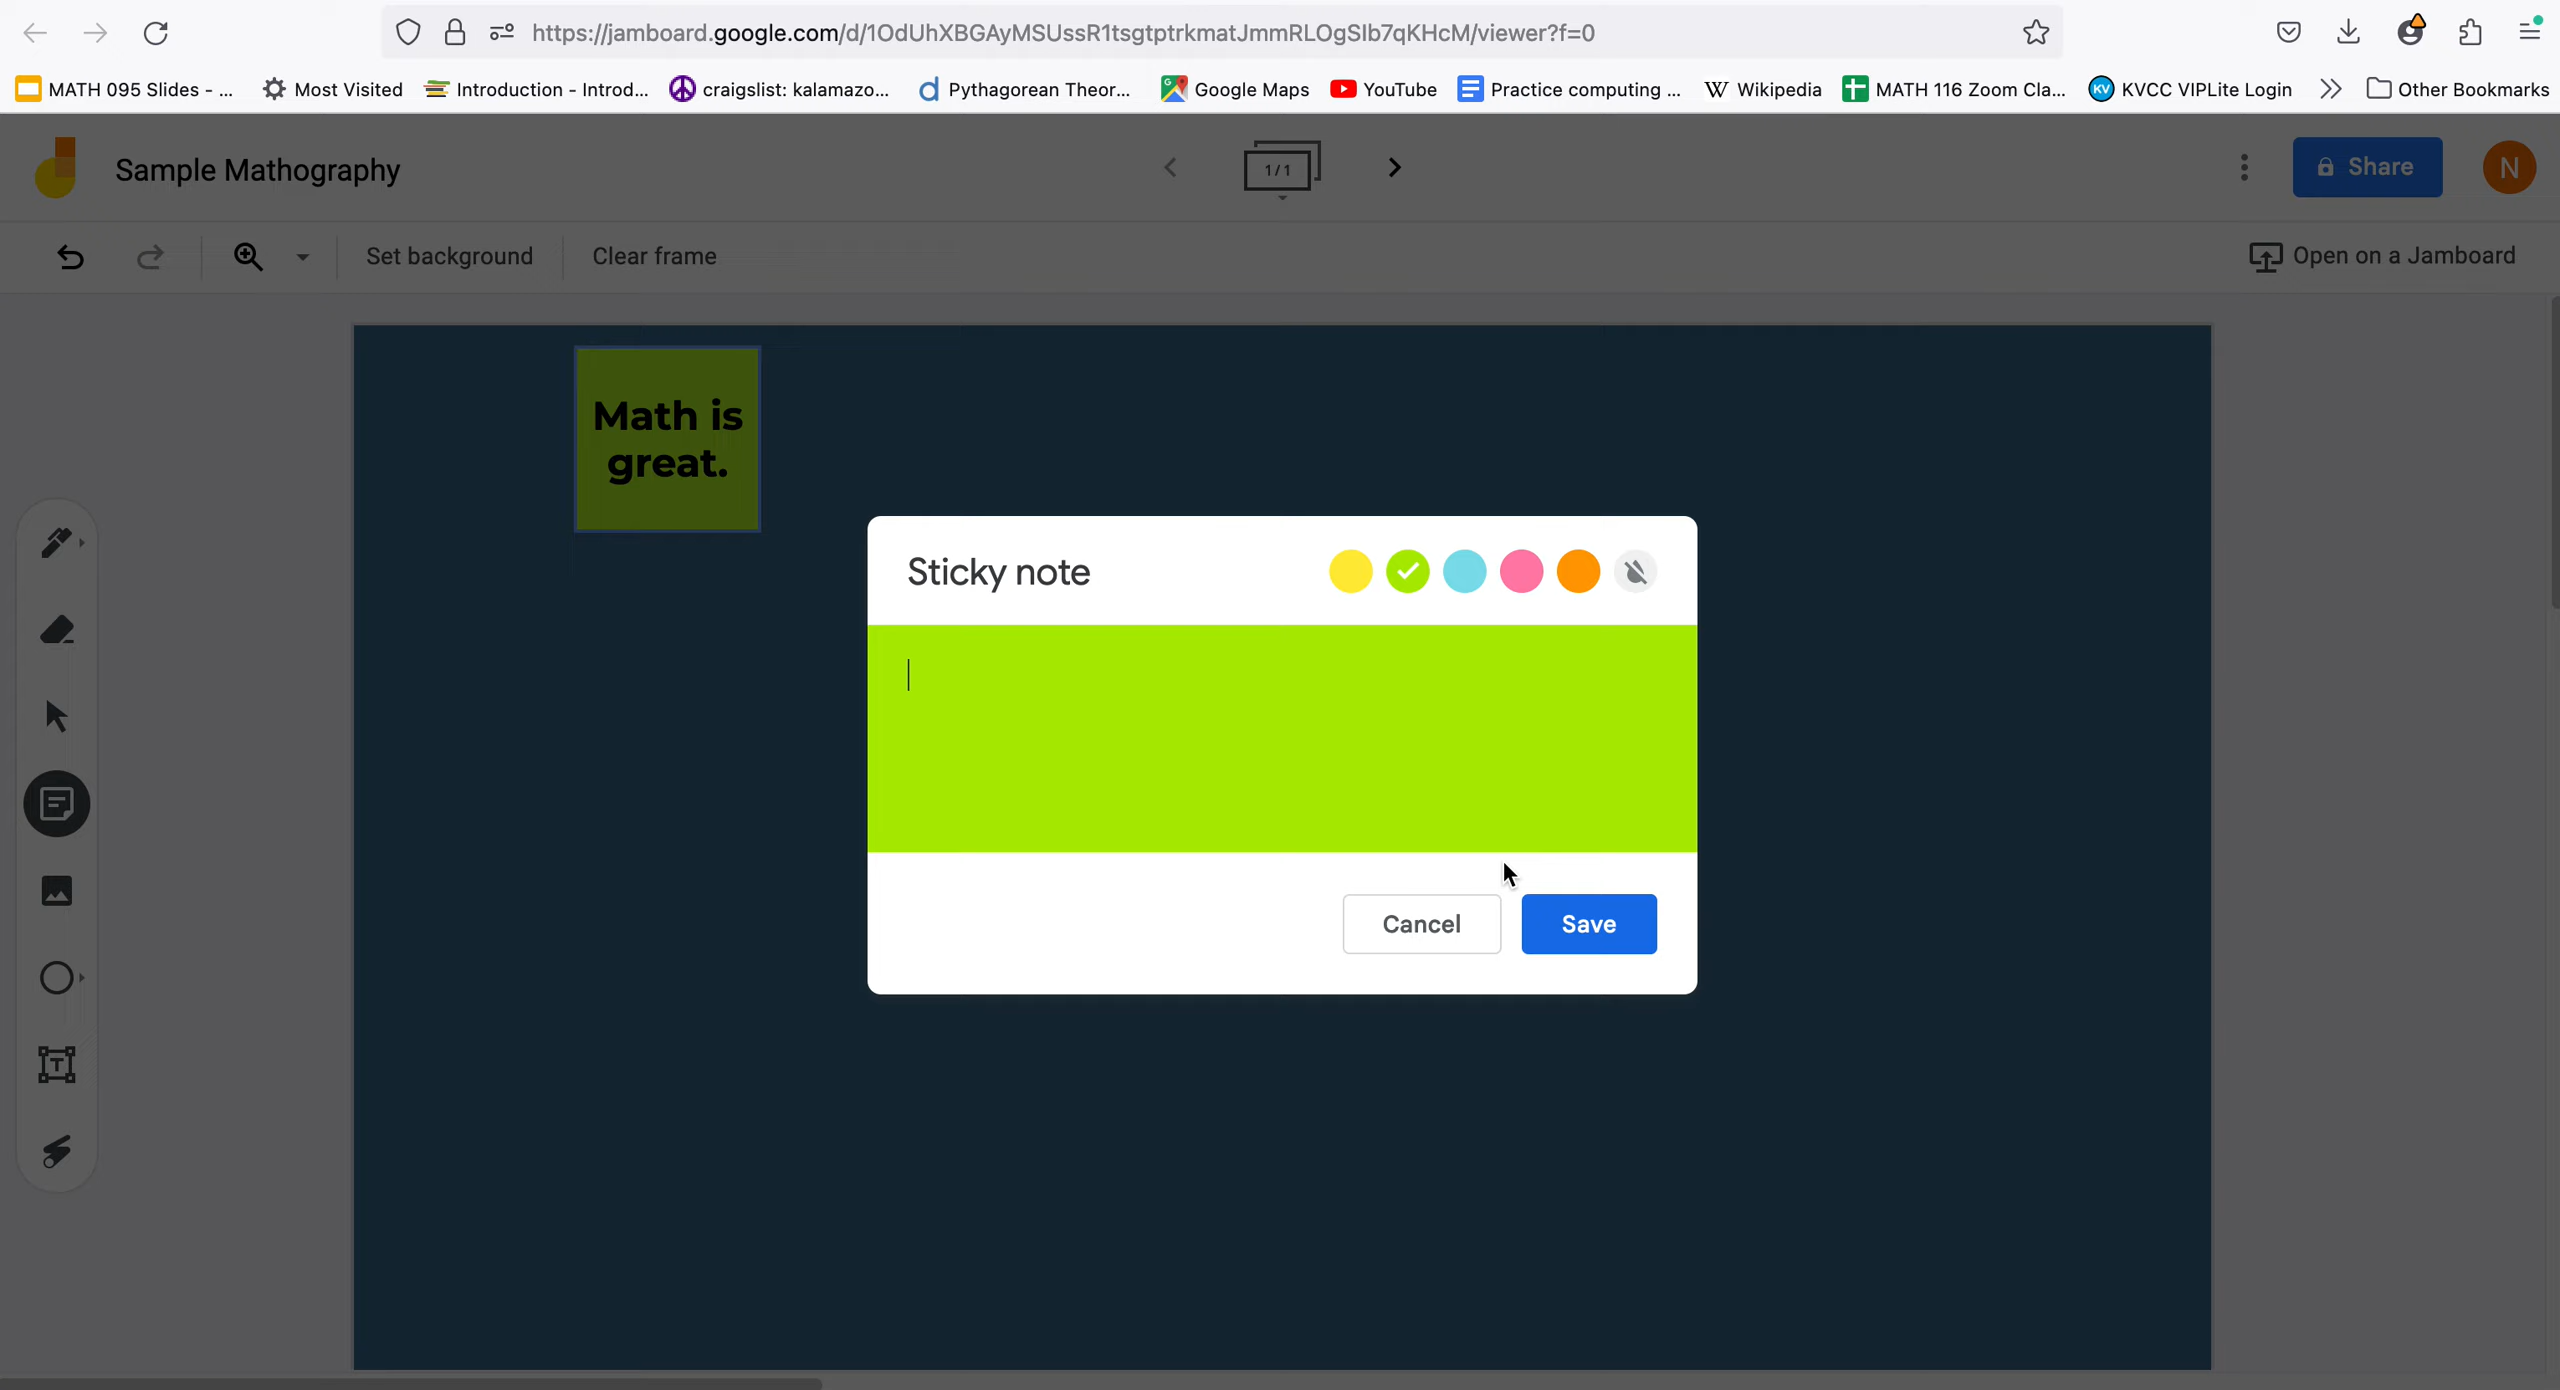 https://jamboard.google.com/d/1OdUhXBGAyMSUssR1tsgtptrkmatJmmRLOgSIb7qKHcM/viewer?f=0
MATH 095 Slides - ... Most Visited Introduction - Introd... craigslist: kalamazo... Pythagorean Theor... Google Maps YouTube Practice computing ... W Wikipedia MATH 116 Zoom Cla... KV KVCC VIPLite Login Other Bookmarks
Sample Mathography 1/1 Share N
Set background Clear frame Open on a Jamboard
Math is
great.
Sticky note
Cancel Save